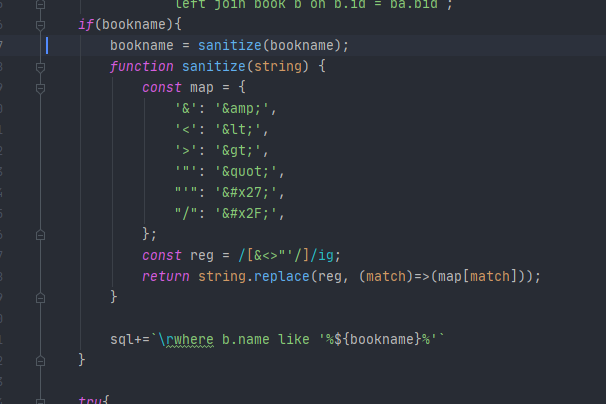 left join book b on b.id = ba.bid`;
if(bookname){
bookname = sanitize(bookname);
function sanitize(string) {
const map = {
'&': '&amp;',
'<': '&lt;',
'>': '&gt;',
'"': '&quot;',
"'": '&#x27;',
"/": '&#x2F;',
};
const reg = /[&<>"'/]/ig;
return string.replace(reg, (match)=>(map[match]));
}
sql+=`\rwhere b.name like '%${bookname}%'`
}
try{